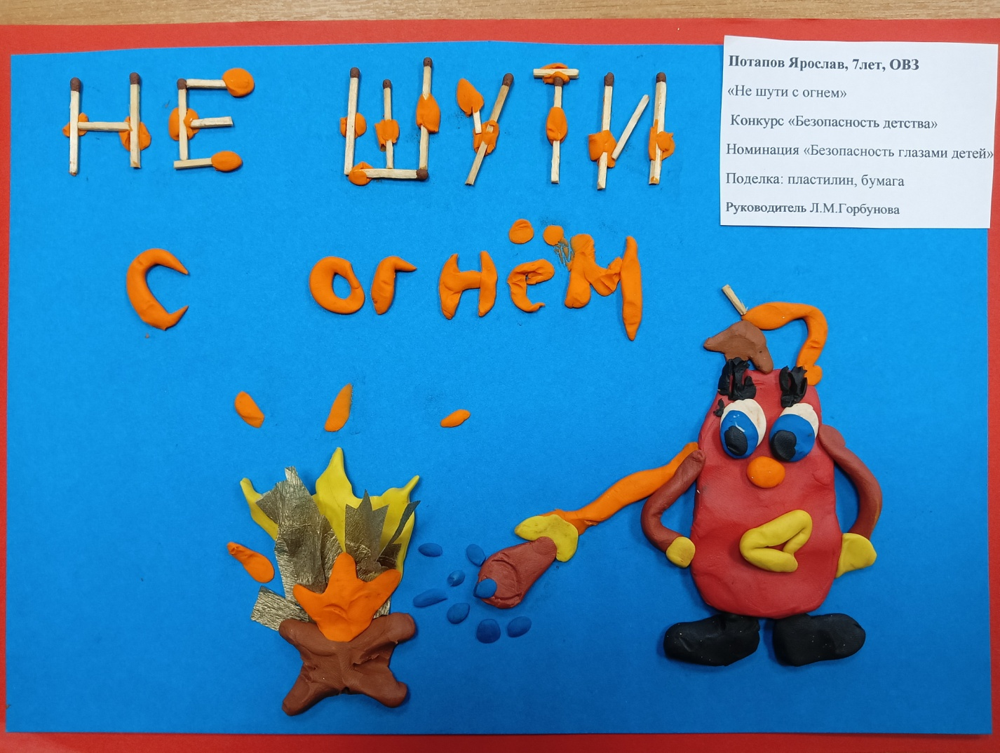 НЕ ШУТИ
С ОГНЁМ
Потапов Ярослав, 7лет, ОВЗ
«Не шути с огнем»
Конкурс «Безопасность детства»
Номинация «Безопасность глазами детей»
Поделка: пластилин, бумага
Руководитель Л.М.Горбунова